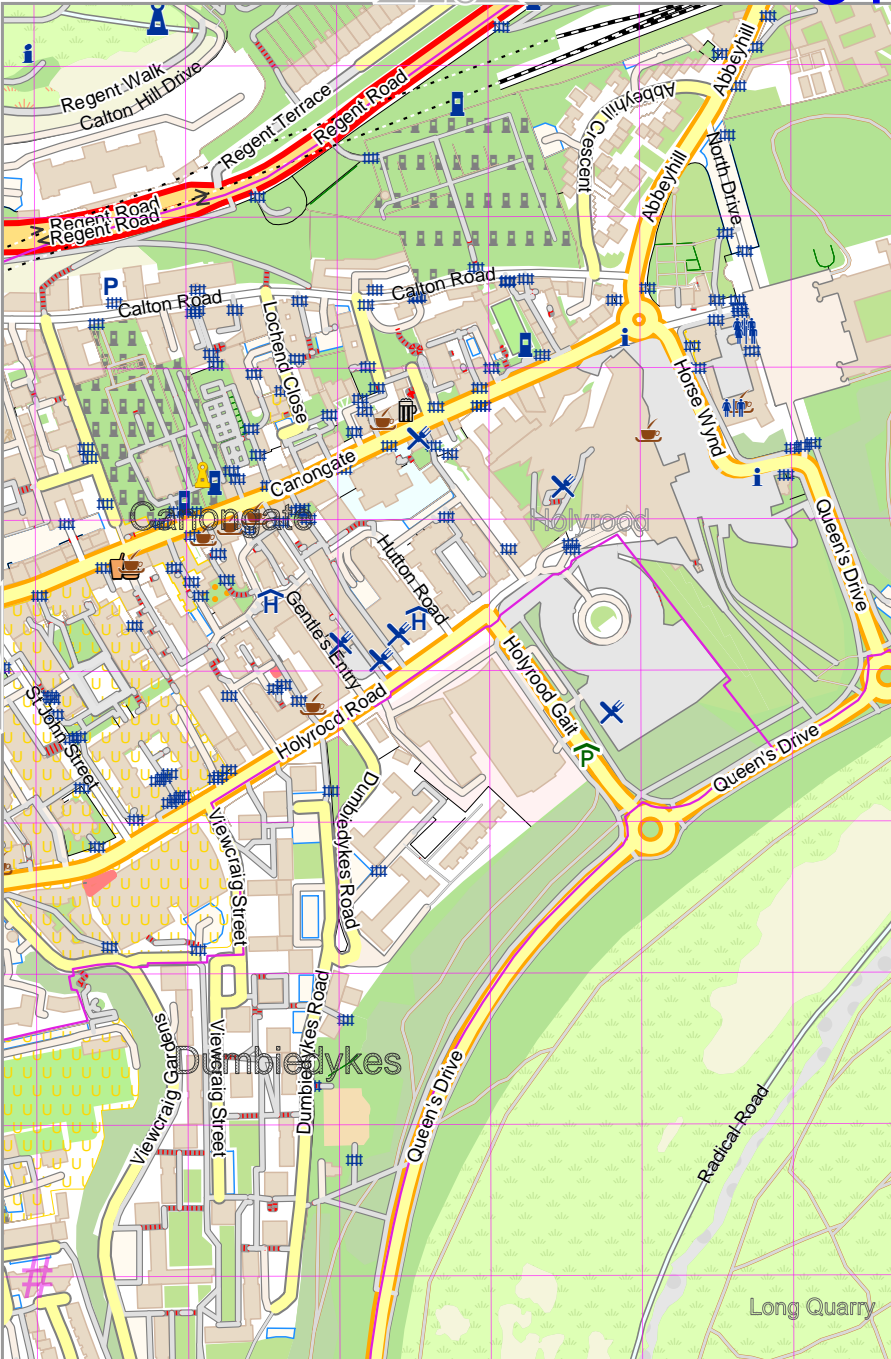 Regent Walk
Calton Hill Drive
Regent Terrace
Regent Road
Regent Road
Regent Road
Abbeyhill
Abbeyhill Crescent
Abbeyhill
North Drive
P
Calton Road
Calton Road
Lochend Close
Horse Wynd
Canongate
Canongate
Holyrood
Queen's Drive
Hutton Road
H
H
Gentle's Entry
St John Street
Holyrood Road
Holyrood Gait
P
Queen's Drive
Dumbiedykes Road
Viewcraig Street
Viewcraig Gardens
Viewcraig Street
Dumbiedykes
Dumbiedykes Road
Queen's Drive
Radical Road
#
Long Quarry